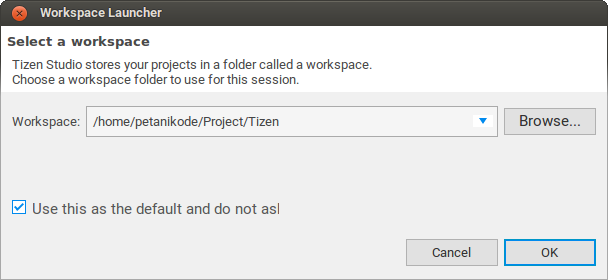 Workspace Launcher
Select a workspace
Tizen Studio stores your projects in a folder called a workspace.
Choose a workspace folder to use for this session.
Workspace: /home/petanikode/Project/Tizen Browse...
Use this as the default and do not as
Cancel OK